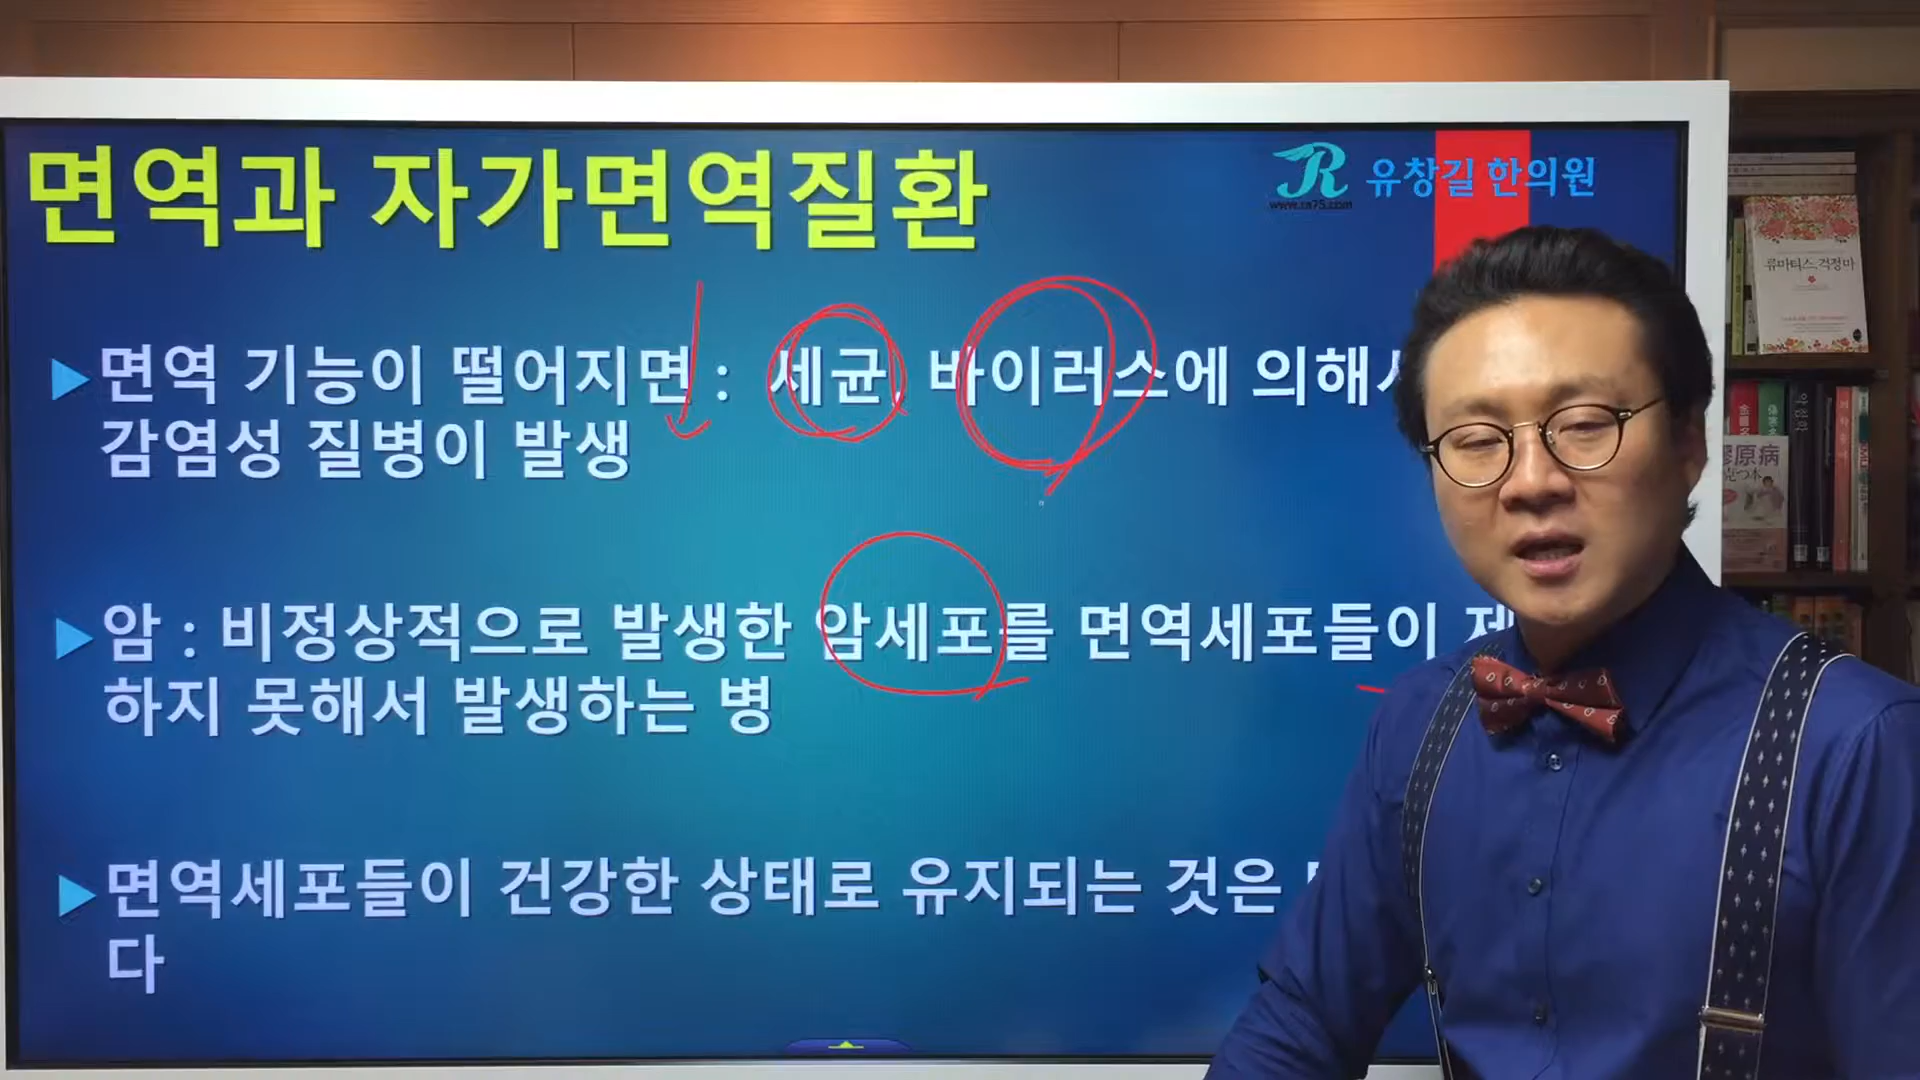 면역과 자가면역질환
유창길 한의원
www.ra75.com
면역 기능이 떨어지면 : 세균, 바이러스에 의해서
감염성 질병이 발생
암 : 비정상적으로 발생한 암세포를 면역세포들이
하지 못해서 발생하는 병
면역세포들이 건강한 상태로 유지되는 것은
다
류마티스, 걱정마
膠原病